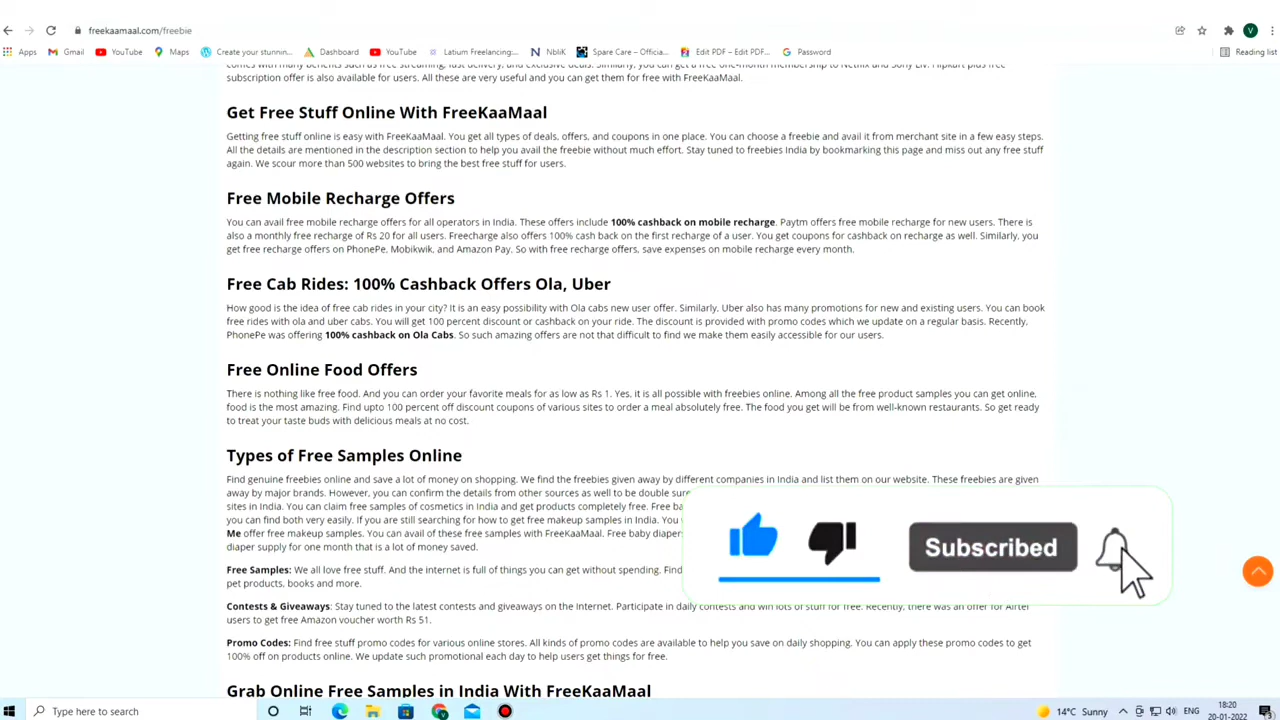 freekaamaal.com/freebie
V
Apps
Gmail
YouTube
Maps
Create your stunnin...
Dashboard
YouTube
Latium Freelancing:...
NbliK
Spare Care – Officia...
Edit PDF – Edit PDF...
Password
Reading list
subscription offer is also available for users. All these are very useful and you can get them for free with FreeKaaMaal.
Get Free Stuff Online With FreeKaaMaal
Getting free stuff online is easy with FreeKaaMaal. You get all types of deals, offers, and coupons in one place. You can choose a freebie and avail it from merchant site in a few easy steps.
All the details are mentioned in the description section to help you avail the freebie without much effort. Stay tuned to freebies India by bookmarking this page and miss out any free stuff
again. We scour more than 500 websites to bring the best free stuff for users.
Free Mobile Recharge Offers
You can avail free mobile recharge offers for all operators in India. These offers include 100% cashback on mobile recharge. Paytm offers free mobile recharge for new users. There is
also a monthly free recharge of Rs 20 for all users. Freecharge also offers 100% cash back on the first recharge of a user. You get coupons for cashback on recharge as well. Similarly, you
get free recharge offers on PhonePe, Mobikwik, and Amazon Pay. So with free recharge offers, save expenses on mobile recharge every month.
Free Cab Rides: 100% Cashback Offers Ola, Uber
How good is the idea of free cab rides in your city? It is an easy possibility with Ola cabs new user offer. Similarly, Uber also has many promotions for new and existing users. You can book
free rides with ola and uber cabs. You will get 100 percent discount or cashback on your ride. The discount is provided with promo codes which we update on a regular basis. Recently,
PhonePe was offering 100% cashback on Ola Cabs. So such amazing offers are not that difficult to find we make them easily accessible for our users.
Free Online Food Offers
There is nothing like free food. And you can order your favorite meals for as low as Rs 1. Yes, it is all possible with freebies online. Among all the free product samples you can get online,
food is the most amazing. Find upto 100 percent off discount coupons of various sites to order a meal absolutely free. The food you get will be from well-known restaurants. So get ready
to treat your taste buds with delicious meals at no cost.
Types of Free Samples Online
Find genuine freebies online and save a lot of money on shopping. We find the freebies given away by different companies in India and list them on our website. These freebies are given
away by major brands. However, you can confirm the details from other sources as well to be double sure
sites in India. You can claim free samples of cosmetics in India and get products completely free. Free ba
you can find both very easily. If you are still searching for how to get free makeup samples in India. You
Me offer free makeup samples. You can avail of these free samples with FreeKaaMaal. Free baby diapers
diaper supply for one month that is a lot of money saved.
Free Samples: We all love free stuff. And the internet is full of things you can get without spending. Find
pet products, books and more.
Contests & Giveaways: Stay tuned to the latest contests and giveaways on the Internet. Participate in daily contests and win lots of stuff for free. Recently, there was an offer for Airtel
users to get free Amazon voucher worth Rs 51.
Promo Codes: Find free stuff promo codes for various online stores. All kinds of promo codes are available to help you save on daily shopping. You can apply these promo codes to get
100% off on products online. We update such promotional each day to help users get things for free.
Grab Online Free Samples in India With FreeKaaMaal
Subscribed
Type here to search
14°C Sunny
ENG
18:20
20-01-2022